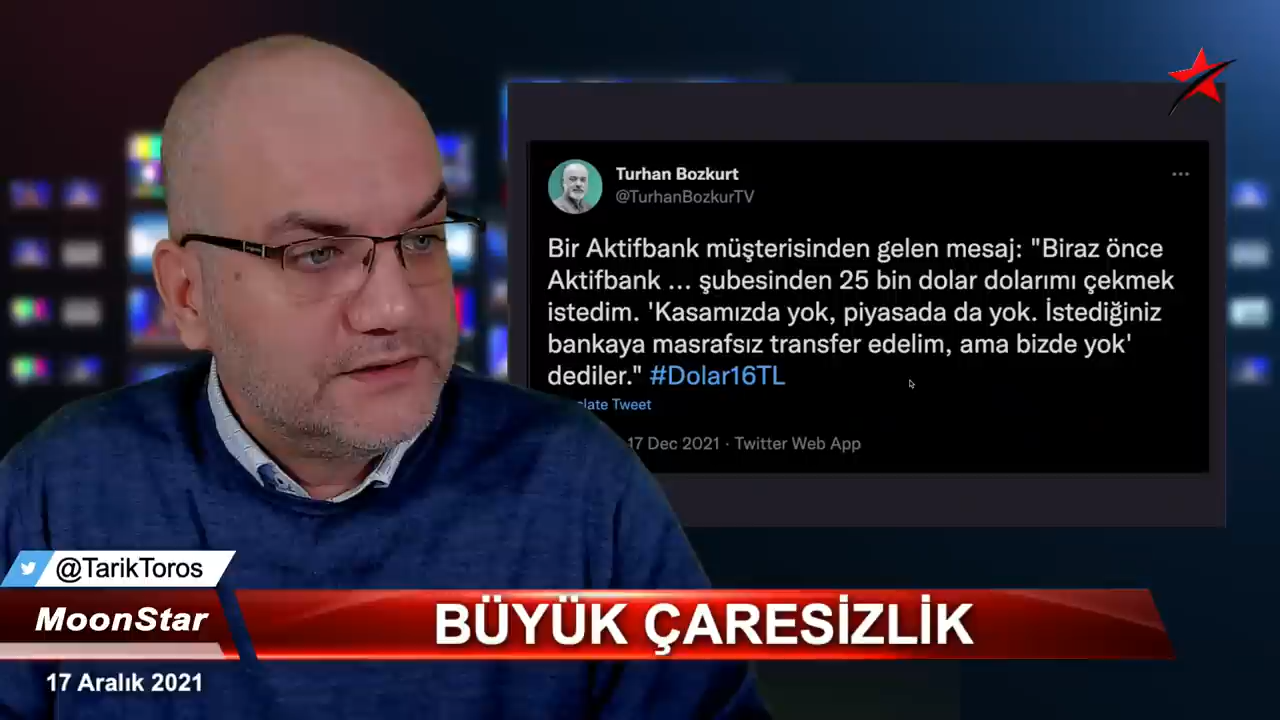 Turhan Bozkurt
@TurhanBozkurTV
Bir Aktifbank müşterisinden gelen mesaj: "Biraz önce
Aktifbank ... şubesinden 25 bin dolar dolarımı çekmek
istedim. 'Kasamızda yok, piyasada da yok. İstediğiniz
bankaya masrafsız transfer edelim, ama bizde yok'
dediler." #Dolar16TL
late Tweet
17 Dec 2021 · Twitter Web App
@TarikToros
MoonStar
BÜYÜK ÇARESİZLİK
17 Aralık 2021